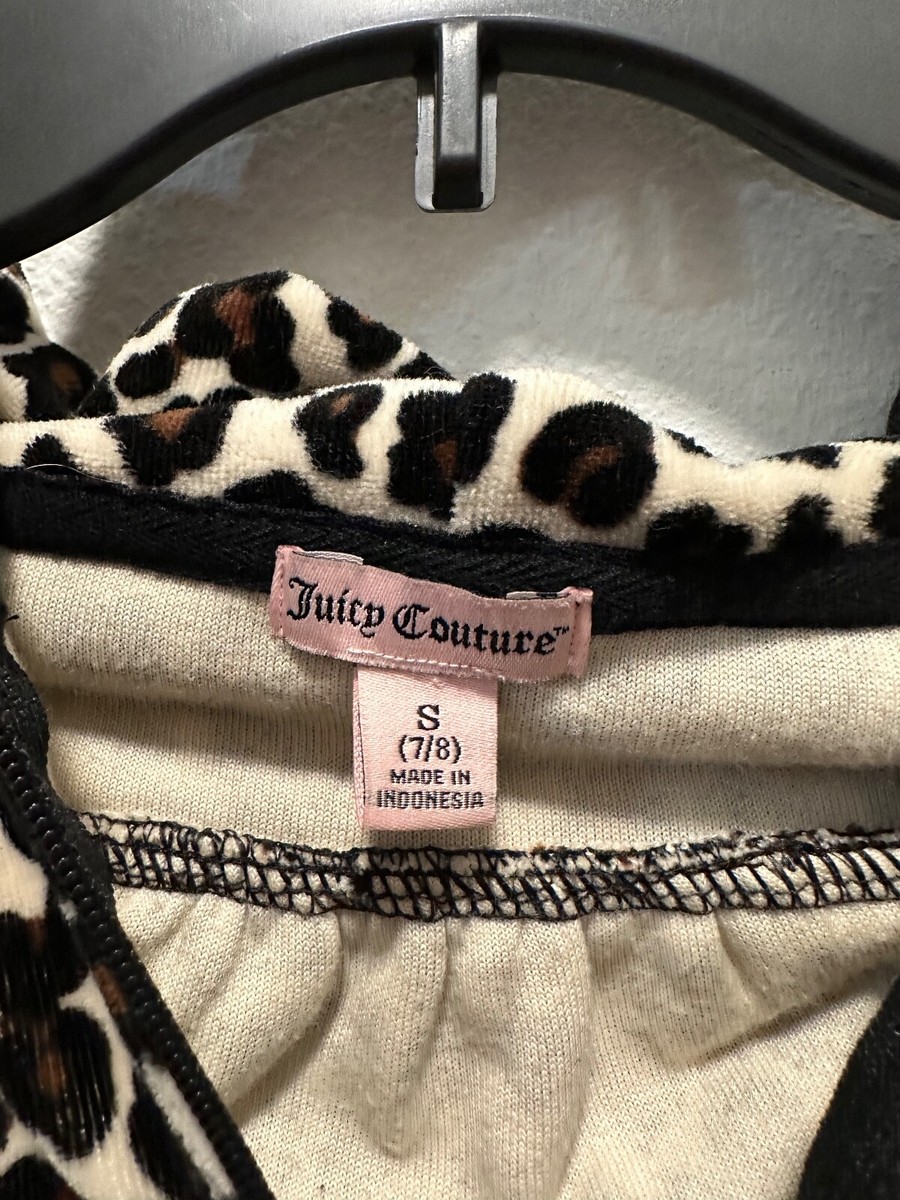 Juicy Couture™
S
(7/8)
MADE IN
INDONESIA